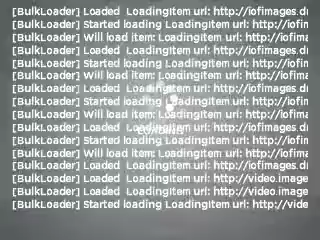 [BulkLoader] Loaded LoadingItem url: http://iofimages.di
[BulkLoader] Started loading LoadingItem url: http://iofim
[BulkLoader] Will load item: LoadingItem url: http://iofima
[BulkLoader] Loaded LoadingItem url: http://iofimages.di
[BulkLoader] Started loading LoadingItem url: http://iofim
[BulkLoader] Will load item: LoadingItem url: http://iofima
[BulkLoader] Loaded LoadingItem url: http://iofimages.di
[BulkLoader] Started loading LoadingItem url: http://iofim
[BulkLoader] Will load item: LoadingItem url: http://iofima
[BulkLoader] Loaded LoadingItem url: http://iofimages.di
[BulkLoader] Started loading LoadingItem url: http://iofim
[BulkLoader] Will load item: LoadingItem url: http://iofima
[BulkLoader] Loaded LoadingItem url: http://iofimages.di
[BulkLoader] Loaded LoadingItem url: http://video.image
[BulkLoader] Loaded LoadingItem url: http://video.image
[BulkLoader] Started loading LoadingItem url: http://vide